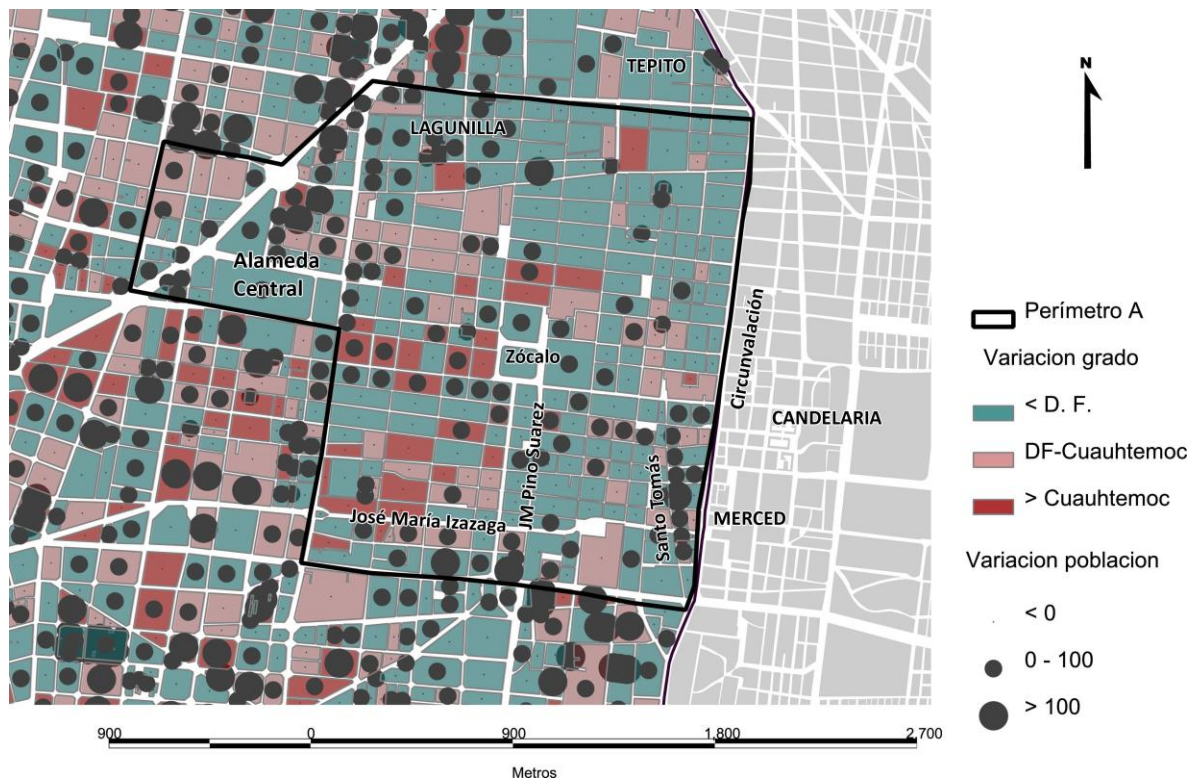 TEPITO
LAGUNILLA
Alameda
Central
Zócalo
Circunvalación
CANDELARIA
JM Pino Suarez
Santo Tomás
MERCED
José María Izazaga
N
Perímetro A
Variacion grado
< D. F.
DF-Cuauhtemoc
> Cuauhtemoc
Variacion poblacion
< 0
0 - 100
> 100
900 0 900 1,800 2,700
Metros